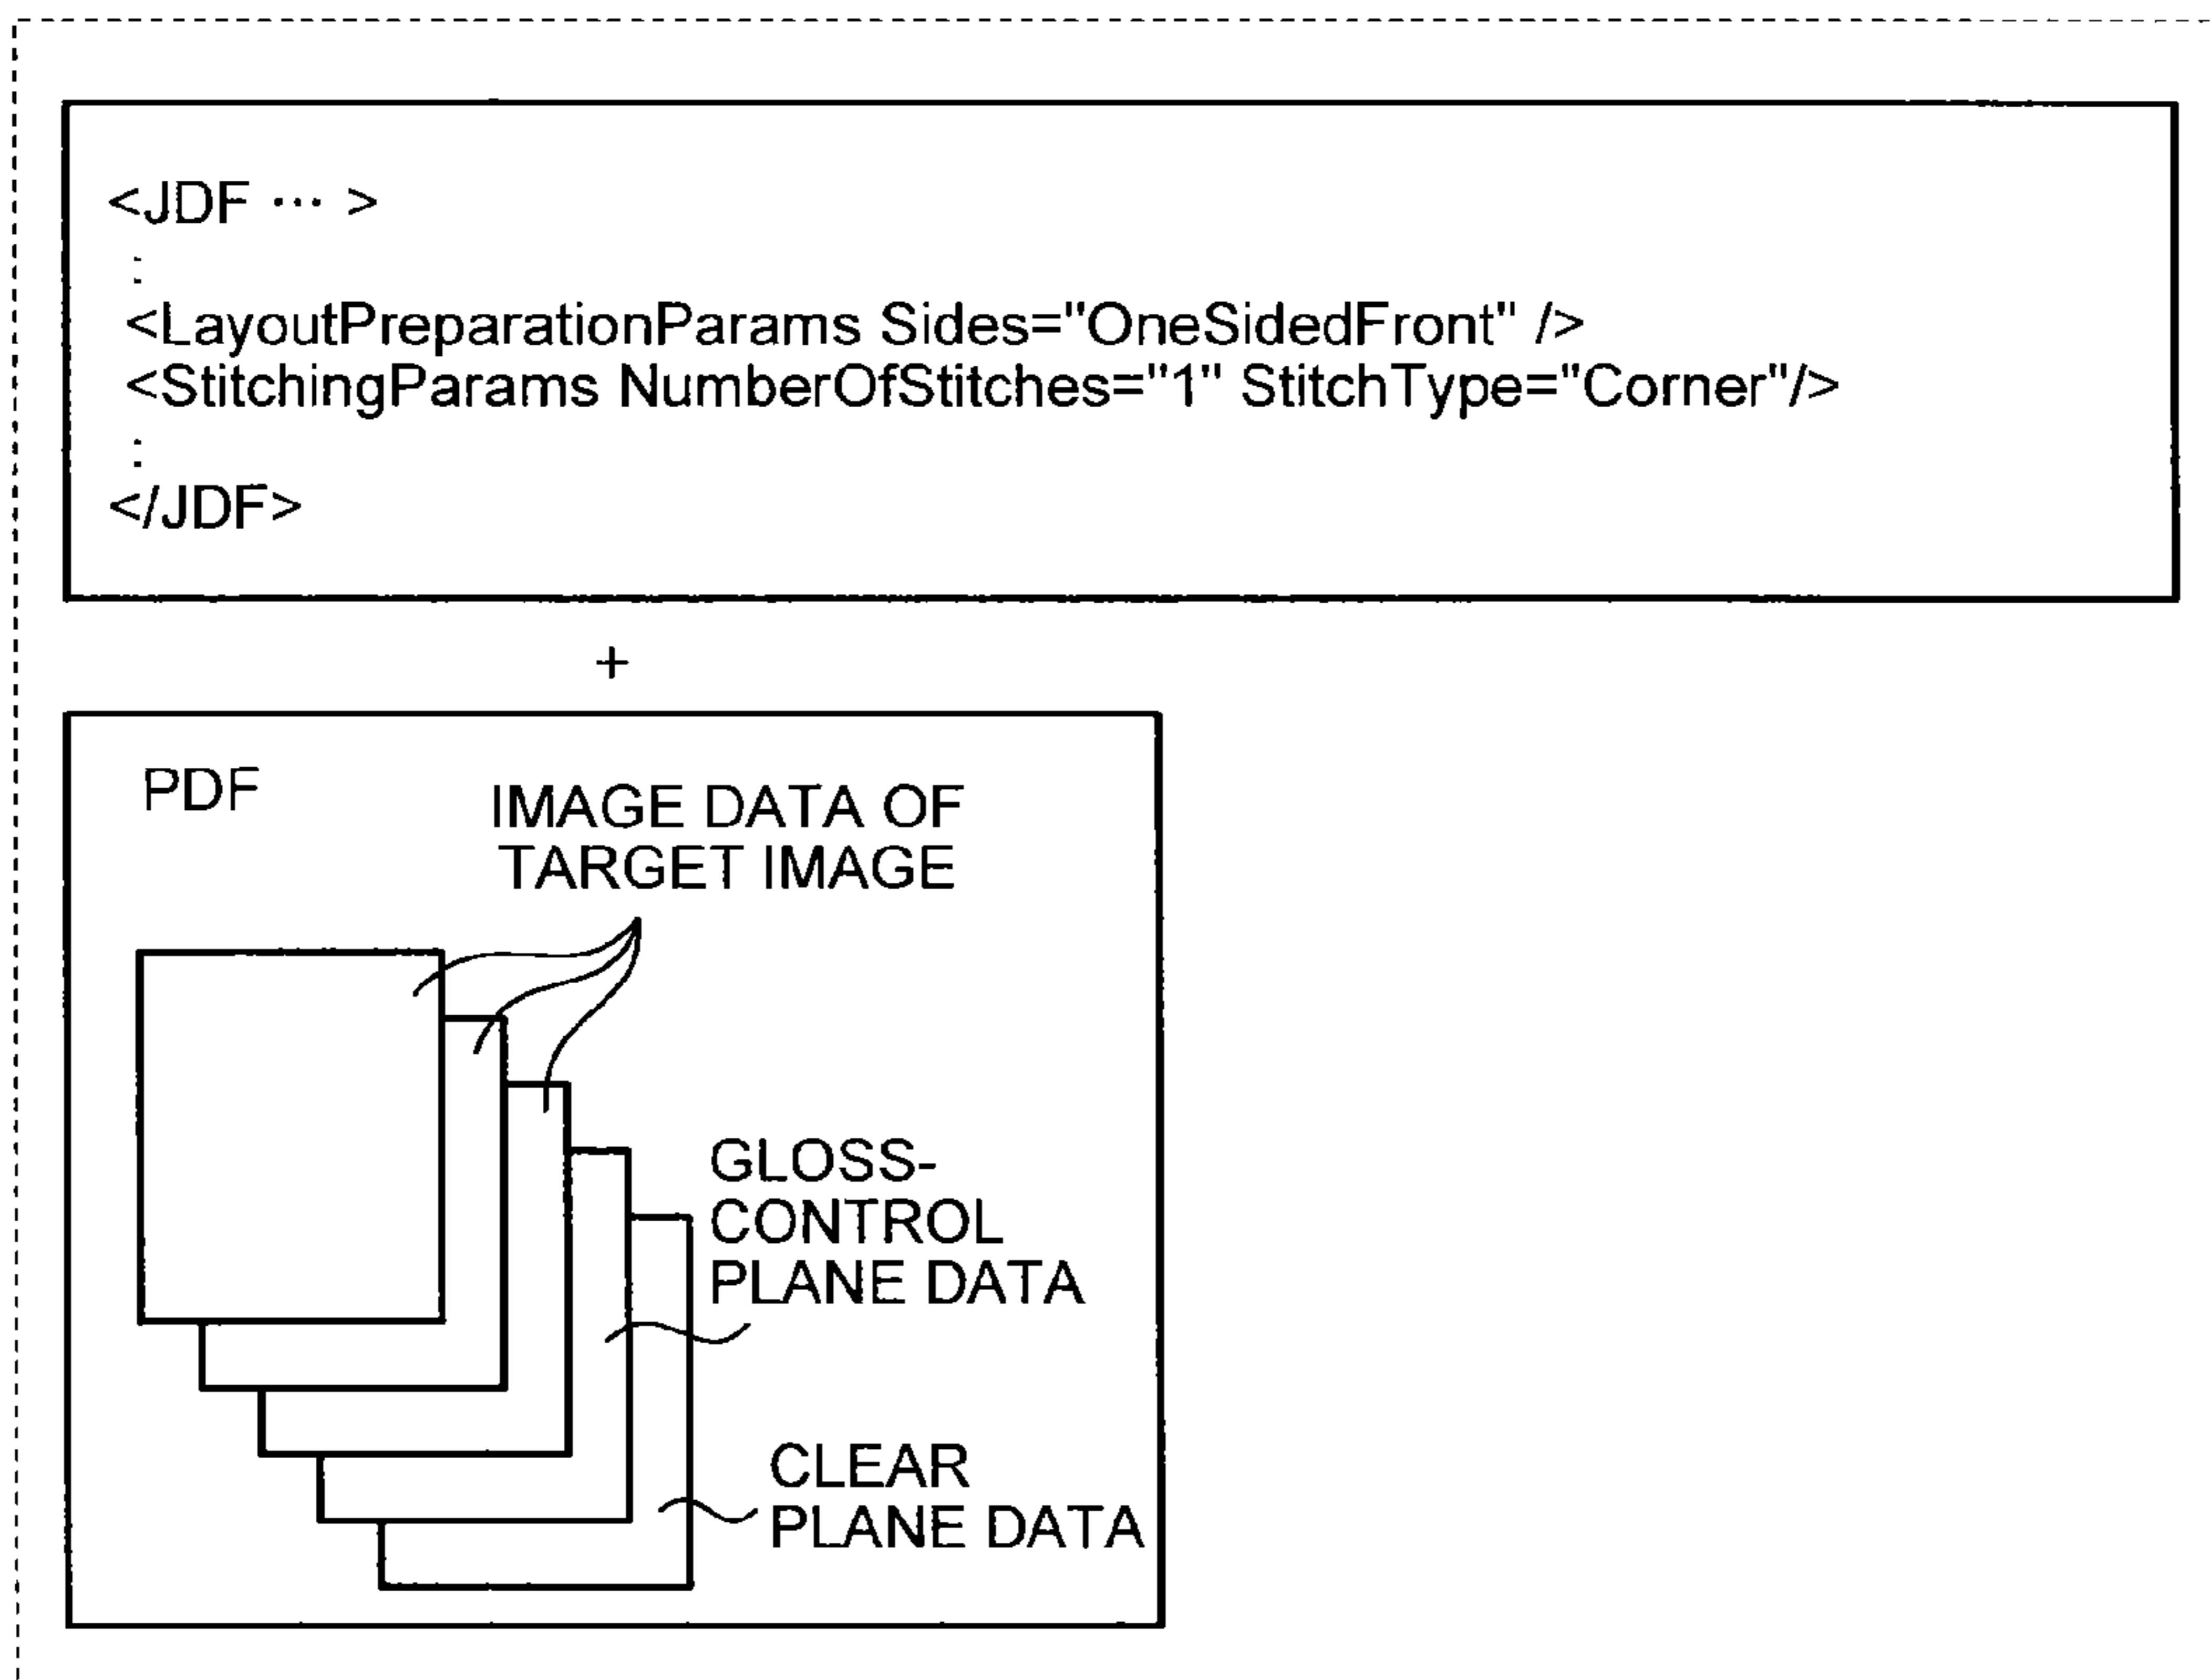 <JDF ··· >
:
<LayoutPreparationParams Sides="OneSidedFront" />
<StitchingParams NumberOfStitches="1" StitchType="Corner"/>
:
</JDF>
+
PDF
IMAGE DATA OF
TARGET IMAGE
GLOSS-
CONTROL
PLANE DATA
CLEAR
PLANE DATA